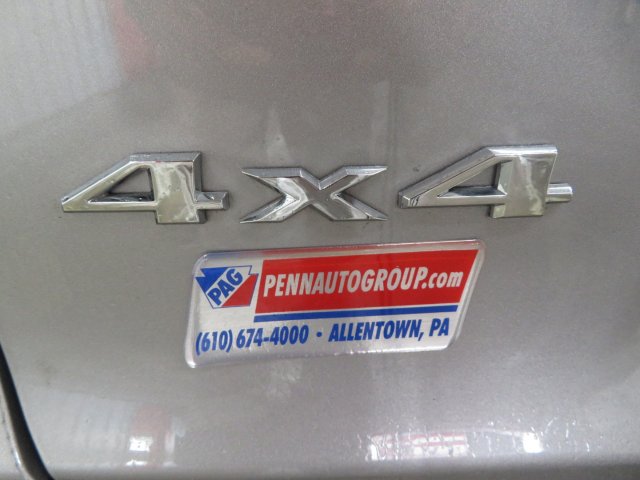 4x4
PAG
PENNAUTOGROUP.com
(610) 674-4000 · ALLENTOWN, PA